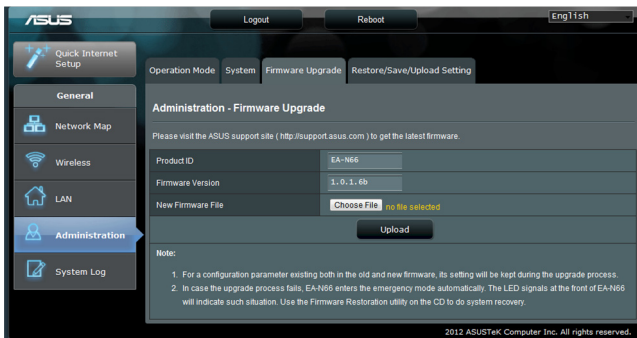 ASUS
Logout
Reboot
English
Quick Internet
Setup
Operation Mode
System
Firmware Upgrade
Restore/Save/Upload Setting
General
Network Map
Wireless
LAN
Administration
System Log
Administration - Firmware Upgrade
Please visit the ASUS support site ( http://support.asus.com ) to get the latest firmware.
Product ID
EA-N66
Firmware Version
1.0.1.6b
New Firmware File
Choose File no file selected
Upload
Note:
1. For a configuration parameter existing both in the old and new firmware, its setting will be kept during the upgrade process.
2. In case the upgrade process fails, EA-N66 enters the emergency mode automatically. The LED signals at the front of EA-N66
will indicate such situation. Use the Firmware Restoration utility on the CD to do system recovery.
2012 ASUSTeK Computer Inc. All rights reserved.